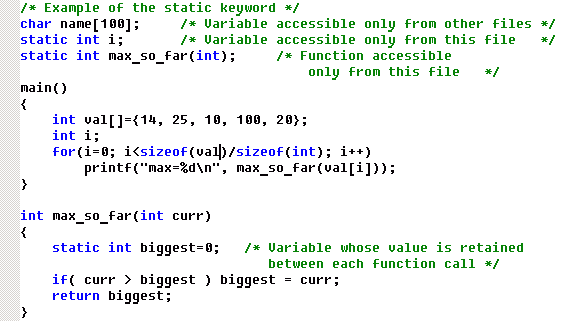 /* Example of the static keyword */
char name[100];     /* Variable accessible only from other files */
static int i;       /* Variable accessible only from this file   */
static int max_so_far(int);     /* Function accessible
                                    only from this file   */
main()
{
    int val[]={14, 25, 10, 100, 20};
    int i;
    for(i=0; i<sizeof(val)/sizeof(int); i++)
        printf("max=%d\n", max_so_far(val[i]));
}

int max_so_far(int curr)
{
    static int biggest=0;   /* Variable whose value is retained
                               between each function call */
    if( curr > biggest ) biggest = curr;
    return biggest;
}